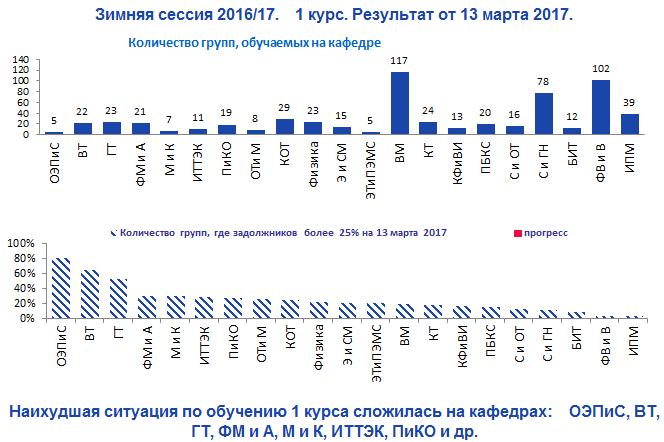 Зимняя сессия 2016/17. 1 курс. Результат от 13 марта 2017.
Количество групп, обучаемых на кафедре
140
120
100
80
60
40
20
0
5 22 23 21 7 11 19 8 29 23 15 5 117 24 13 20 16 78 12 102 39
ОЭПиС ВТ ГТ ФМ и А М и К ИТТЭК ПиКО ОТи М КОТ Физика Э и СМ ЭТиПЭМС ВМ КТ КФиВИ ПБКС С и ОТ С и ГН БИТ ФВ и В ИПМ
Количество групп, где задолжников более 25% на 13 марта 2017 прогресс
100%
80%
60%
40%
20%
0%
ОЭПиС ВТ ГТ ФМ и А М и К ИТТЭК ПиКО ОТи М КОТ Физика Э и СМ ЭТиПЭМС ВМ КТ КФиВИ ПБКС С и ОТ С и ГН БИТ ФВ и В ИПМ
Наихудшая ситуация по обучению 1 курса сложилась на кафедрах: ОЭПиС, ВТ,
ГТ, ФМ и А, М и К, ИТТЭК, ПиКО и др.